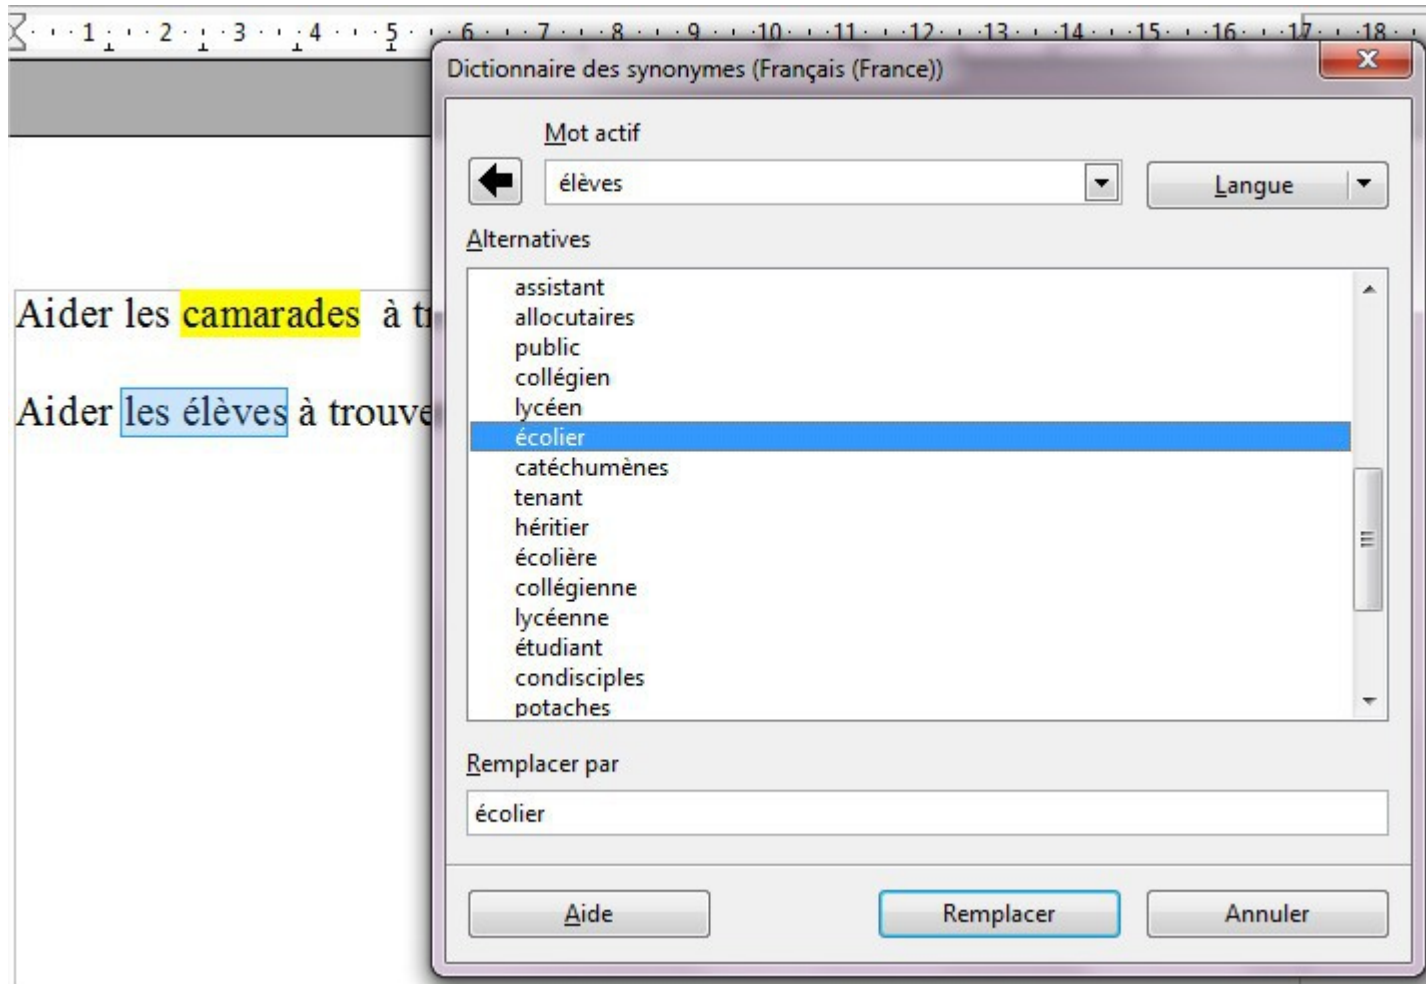 1 2 3 4 5 6 7 8 9 10 11 12 13 14 15 16 17 18
Dictionnaire des synonymes (Français (France))
Mot actif
élèves
Langue
Alternatives
assistant
allocutaires
public
collégien
lycéen
écolier
catéchumènes
tenant
héritier
écolière
collégienne
lycéenne
étudiant
condisciples
potaches
Remplacer par
écolier
Aide Remplacer Annuler
Aider les camarades à
Aider les élèves à